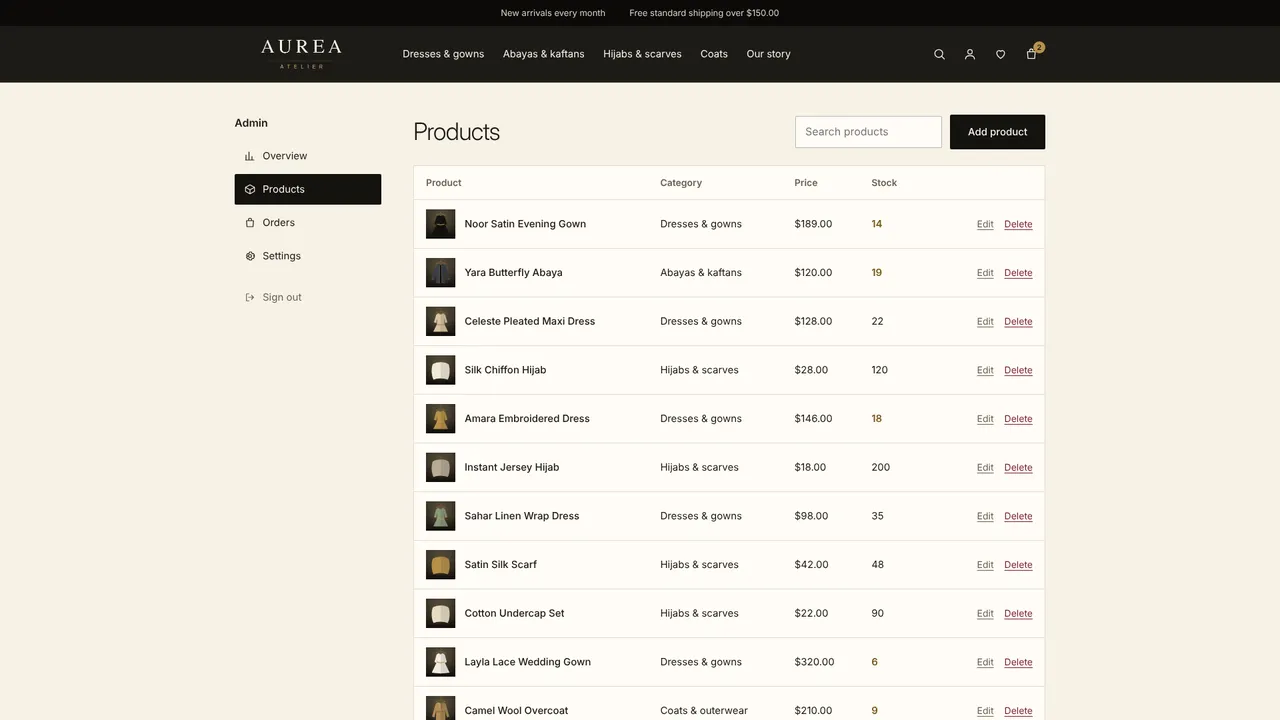 New arrivals every month Free standard shipping over $150.00
AUREA
ATELIER
Dresses & gowns Abayas & kaftans Hijabs & scarves Coats Our story
2
Admin
Overview
Products
Orders
Settings
Sign out
Products
Search products
Add product
Product Category Price Stock
Noor Satin Evening Gown Dresses & gowns $189.00 14 Edit Delete
Yara Butterfly Abaya Abayas & kaftans $120.00 19 Edit Delete
Celeste Pleated Maxi Dress Dresses & gowns $128.00 22 Edit Delete
Silk Chiffon Hijab Hijabs & scarves $28.00 120 Edit Delete
Amara Embroidered Dress Dresses & gowns $146.00 18 Edit Delete
Instant Jersey Hijab Hijabs & scarves $18.00 200 Edit Delete
Sahar Linen Wrap Dress Dresses & gowns $98.00 35 Edit Delete
Satin Silk Scarf Hijabs & scarves $42.00 48 Edit Delete
Cotton Undercap Set Hijabs & scarves $22.00 90 Edit Delete
Layla Lace Wedding Gown Dresses & gowns $320.00 6 Edit Delete
Camel Wool Overcoat Coats & outerwear $210.00 9 Edit Delete